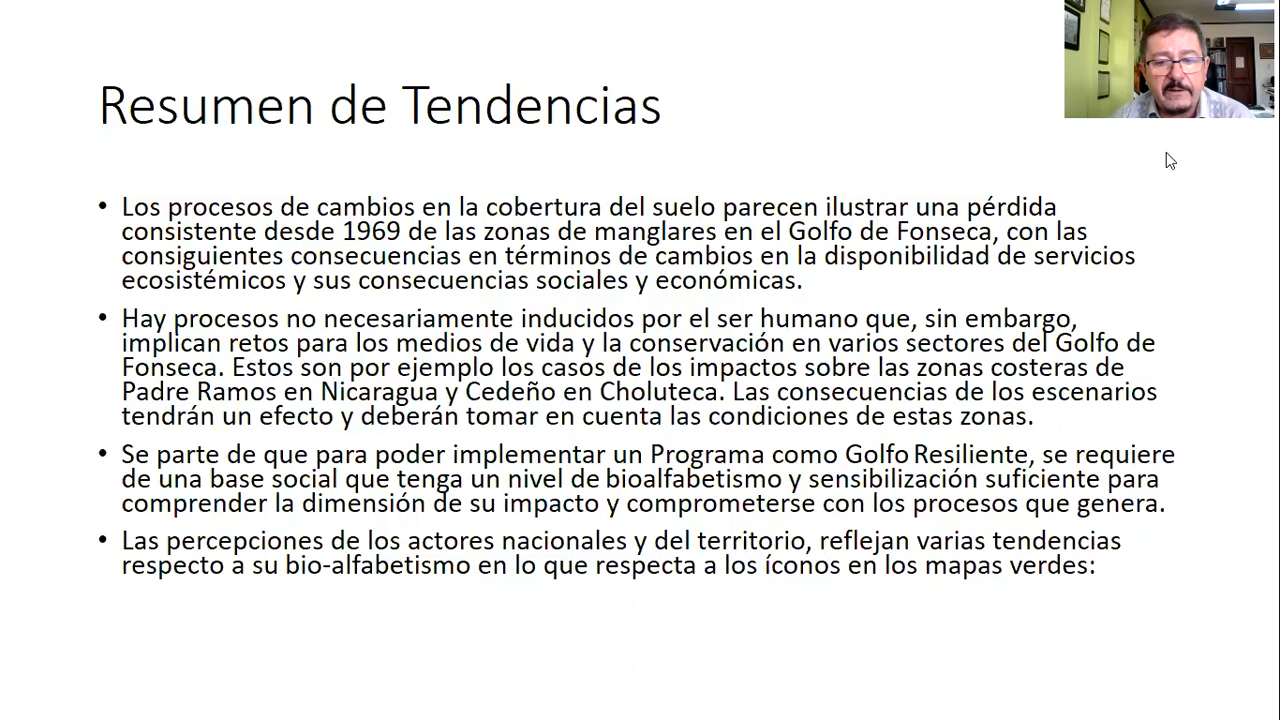 Resumen de Tendencias
• Los procesos de cambios en la cobertura del suelo parecen ilustrar una pérdida
consistente desde 1969 de las zonas de manglares en el Golfo de Fonseca, con las
consiguientes consecuencias en términos de cambios en la disponibilidad de servicios
ecosistémicos y sus consecuencias sociales y económicas.
• Hay procesos no necesariamente inducidos por el ser humano que, sin embargo,
implican retos para los medios de vida y la conservación en varios sectores del Golfo de
Fonseca. Estos son por ejemplo los casos de los impactos sobre las zonas costeras de
Padre Ramos en Nicaragua y Cedeño en Choluteca. Las consecuencias de los escenarios
tendrán un efecto y deberán tomar en cuenta las condiciones de estas zonas.
• Se parte de que para poder implementar un Programa como Golfo Resiliente, se requiere
de una base social que tenga un nivel de bioalfabetismo y sensibilización suficiente para
comprender la dimensión de su impacto y comprometerse con los procesos que genera.
• Las percepciones de los actores nacionales y del territorio, reflejan varias tendencias
respecto a su bio-alfabetismo en lo que respecta a los íconos en los mapas verdes: